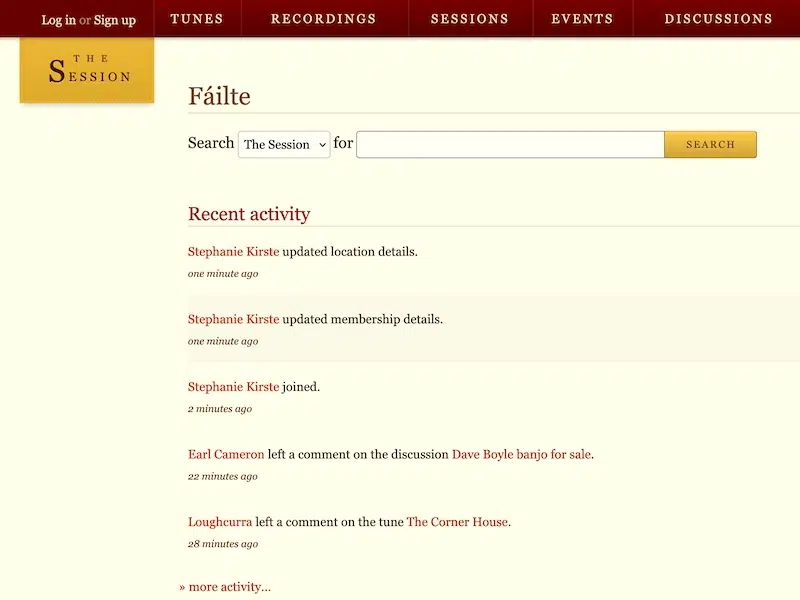 Log in or Sign up
TUNES
RECORDINGS
SESSIONS
EVENTS
DISCUSSIONS
THE
SESSION
Fáilte
Search The Session for SEARCH
Recent activity
Stephanie Kirste updated location details.
one minute ago
Stephanie Kirste updated membership details.
one minute ago
Stephanie Kirste joined.
2 minutes ago
Earl Cameron left a comment on the discussion Dave Boyle banjo for sale.
22 minutes ago
Loughcurra left a comment on the tune The Corner House.
28 minutes ago
» more activity...